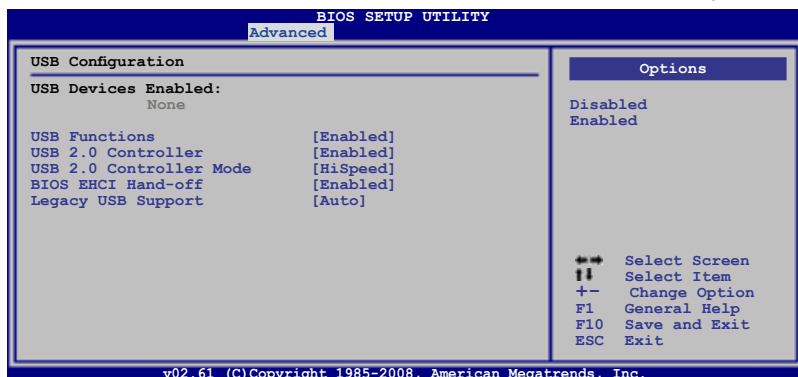 BIOS SETUP UTILITY
Advanced
USB Configuration
USB Devices Enabled:
None
USB Functions [Enabled]
USB 2.0 Controller [Enabled]
USB 2.0 Controller Mode [HiSpeed]
BIOS EHCI Hand-off [Enabled]
Legacy USB Support [Auto]
Options
Disabled
Enabled
←→ Select Screen
↑↓ Select Item
+- Change Option
F1 General Help
F10 Save and Exit
ESC Exit
v02.61 (C)Copyright 1985-2008, American Megatrends, Inc.